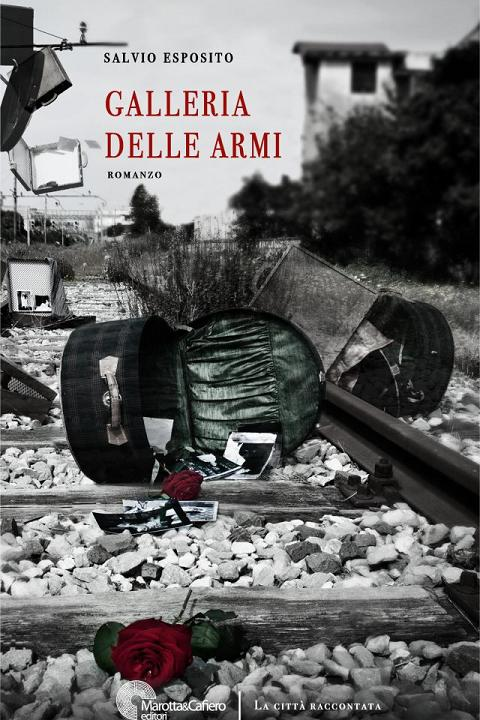 SALVIO ESPOSITO
GALLERIA
DELLE ARMI
ROMANZO
Marotta&Cafiero
editori
LA CITTÀ RACCONTATA